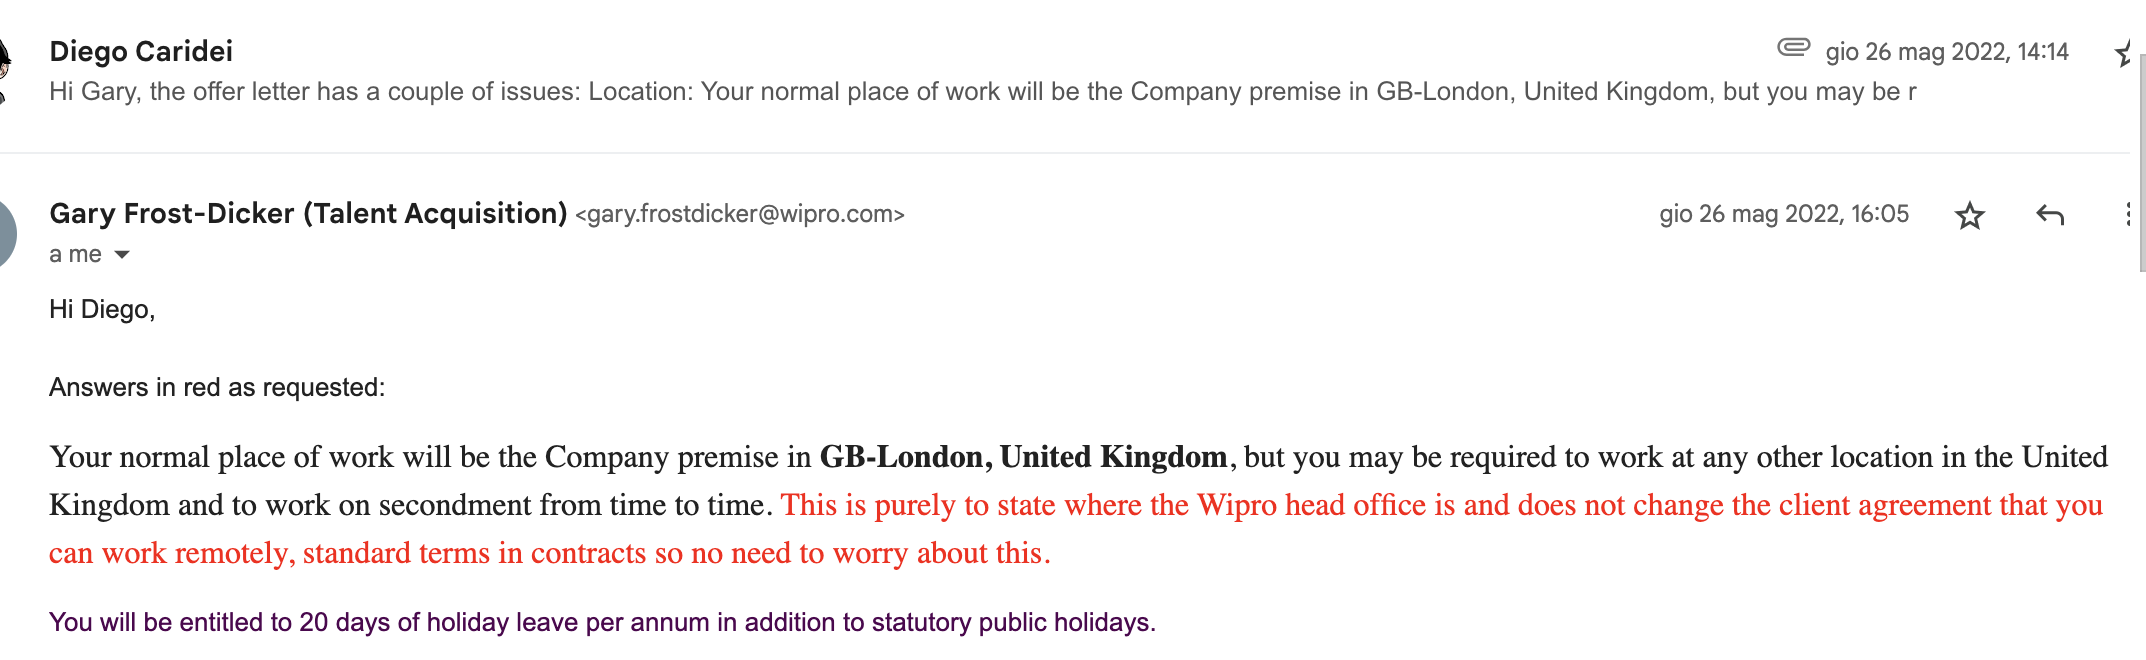 Diego Caridei
gio 26 mag 2022, 14:14
Hi Gary, the offer letter has a couple of issues: Location: Your normal place of work will be the Company premise in GB-London, United Kingdom, but you may be r
Gary Frost-Dicker (Talent Acquisition) <gary.frostdicker@wipro.com>
gio 26 mag 2022, 16:05
a me
Hi Diego,
Answers in red as requested:
Your normal place of work will be the Company premise in GB-London, United Kingdom, but you may be required to work at any other location in the United
Kingdom and to work on secondment from time to time. This is purely to state where the Wipro head office is and does not change the client agreement that you
can work remotely, standard terms in contracts so no need to worry about this.
You will be entitled to 20 days of holiday leave per annum in addition to statutory public holidays.